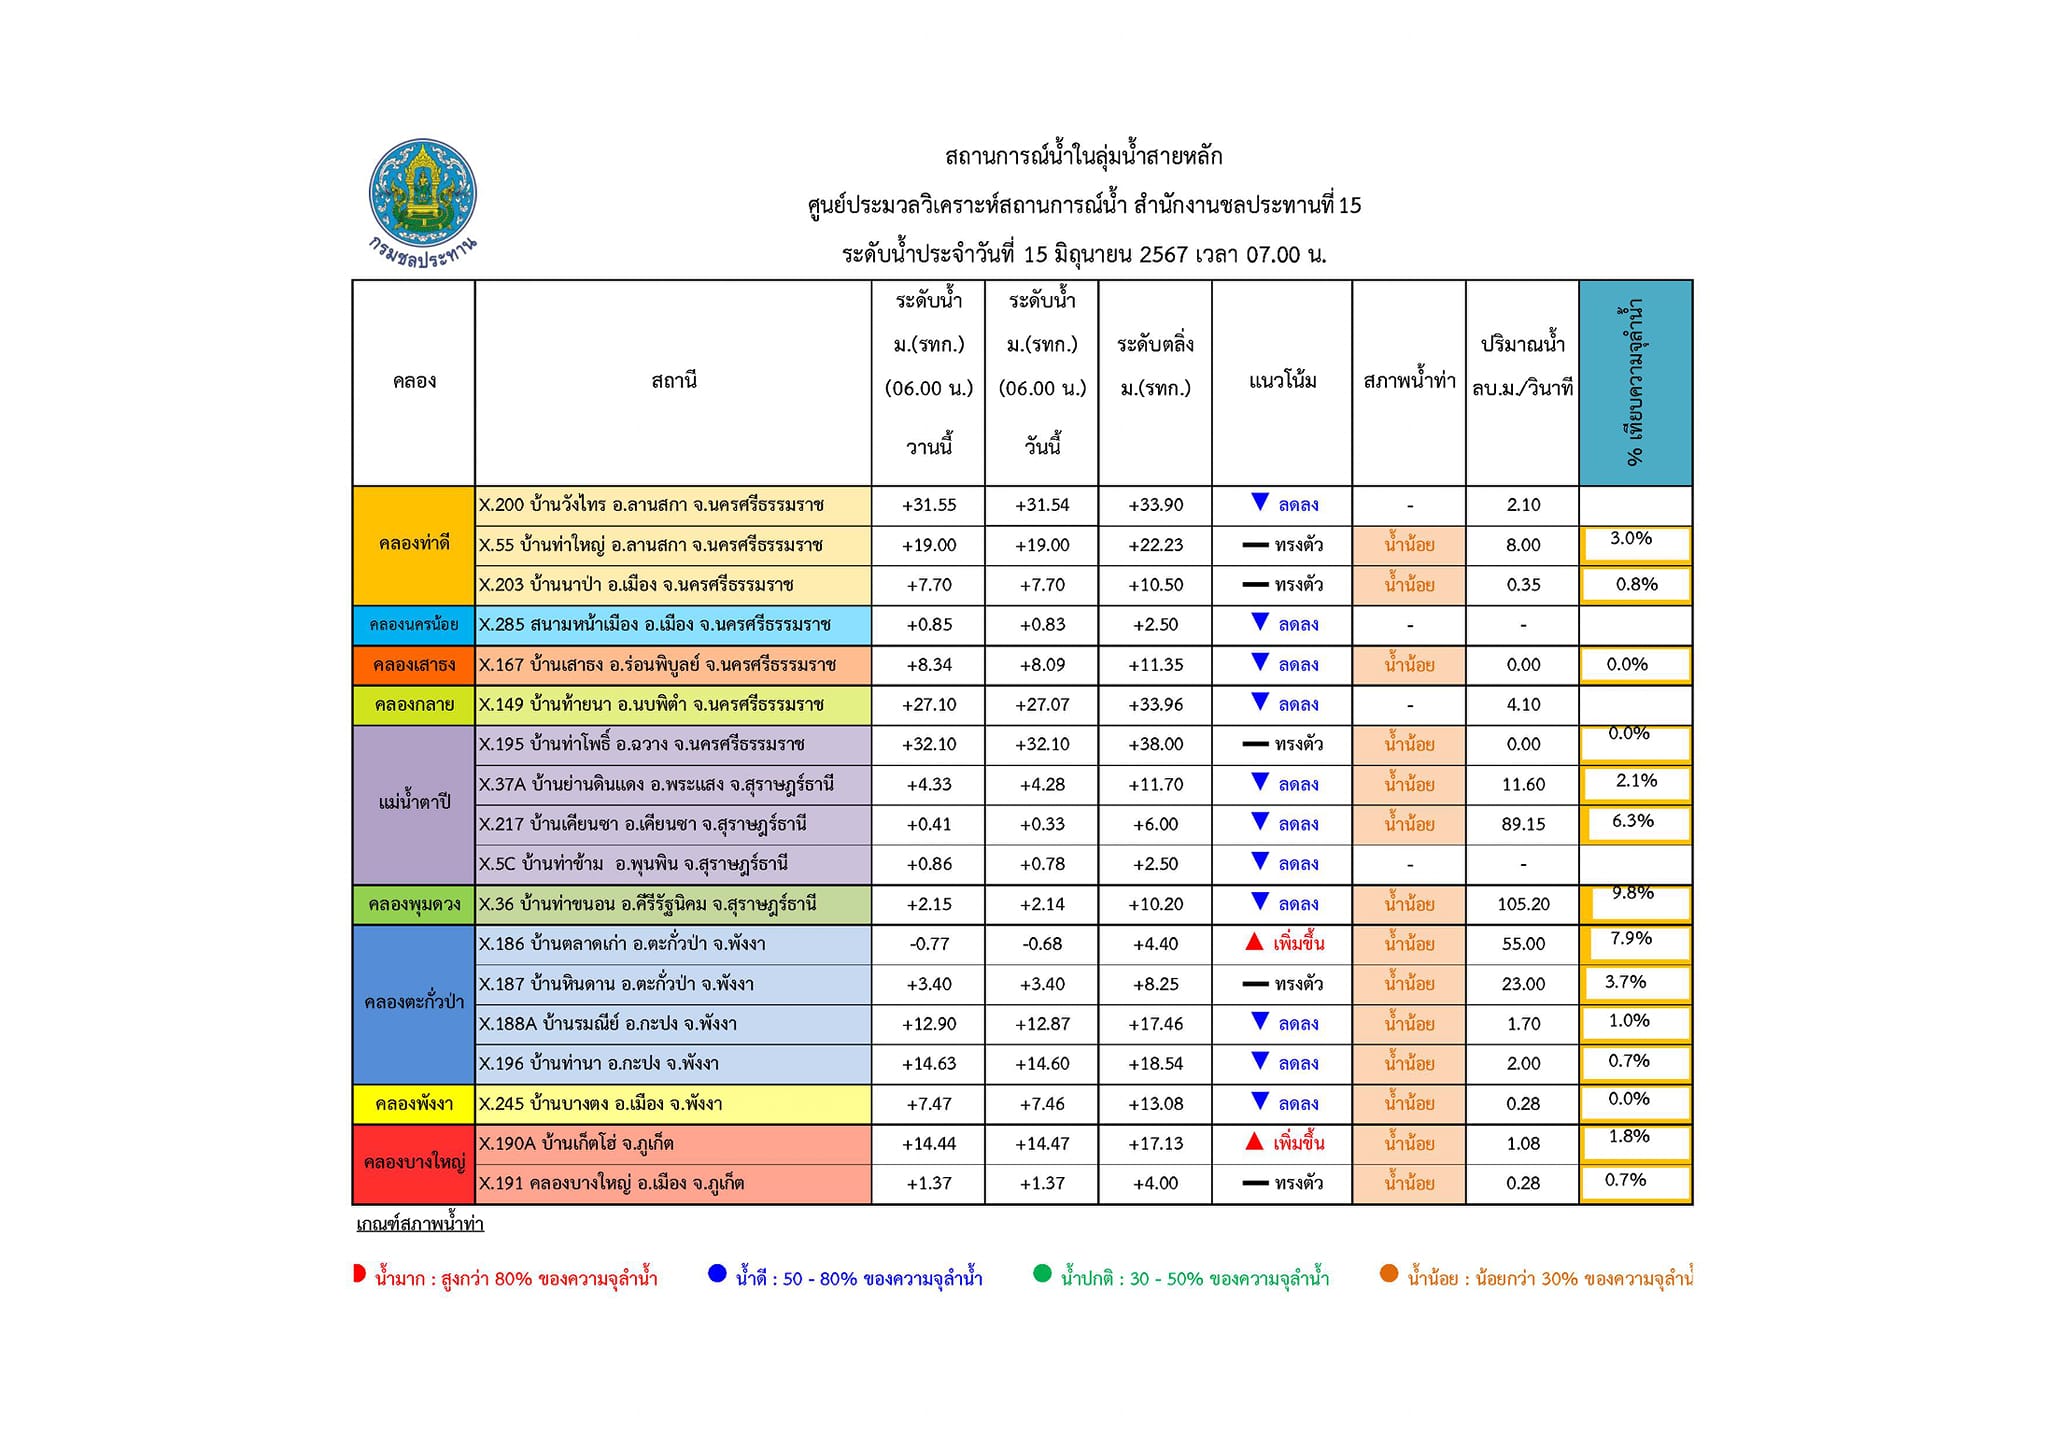 กรมชลประทาน
สถานการณ์น้ำในลุ่มน้ำสายหลัก
ศูนย์ประมวลวิเคราะห์สถานการณ์น้ำ สำนักงานชลประทานที่ 15
ระดับน้ำประจำวันที่ 15 มิถุนายน 2567 เวลา 07.00 น.
คลอง สถานี ระดับน้ำ ม.(รทก.) (06.00 น.) วานนี้ ระดับน้ำ ม.(รทก.) (06.00 น.) วันนี้ ระดับตลิ่ง ม.(รทก.) แนวโน้ม สภาพน้ำท่า ปริมาณน้ำ ลบ.ม./วินาที % เทียบความจุลำน้ำ
คลองท่าดี
X.200 บ้านวังไทร อ.ลานสกา จ.นครศรีธรรมราช +31.55 +31.54 +33.90 ▼ ลดลง - 2.10
X.55 บ้านท่าใหญ่ อ.ลานสกา จ.นครศรีธรรมราช +19.00 +19.00 +22.23 — ทรงตัว น้ำน้อย 8.00 3.0%
X.203 บ้านนาป่า อ.เมือง จ.นครศรีธรรมราช +7.70 +7.70 +10.50 — ทรงตัว น้ำน้อย 0.35 0.8%
คลองนครน้อย X.285 สนามหน้าเมือง อ.เมือง จ.นครศรีธรรมราช +0.85 +0.83 +2.50 ▼ ลดลง - -
คลองเสาธง X.167 บ้านเสาธง อ.ร่อนพิบูลย์ จ.นครศรีธรรมราช +8.34 +8.09 +11.35 ▼ ลดลง น้ำน้อย 0.00 0.0%
คลองกลาย X.149 บ้านท้ายนา อ.นบพิตำ จ.นครศรีธรรมราช +27.10 +27.07 +33.96 ▼ ลดลง - 4.10
แม่น้ำตาปี
X.195 บ้านท่าโพธิ์ อ.ฉวาง จ.นครศรีธรรมราช +32.10 +32.10 +38.00 — ทรงตัว น้ำน้อย 0.00 0.0%
X.37A บ้านย่านดินแดง อ.พระแสง จ.สุราษฎร์ธานี +4.33 +4.28 +11.70 ▼ ลดลง น้ำน้อย 11.60 2.1%
X.217 บ้านเคียนซา อ.เคียนซา จ.สุราษฎร์ธานี +0.41 +0.33 +6.00 ▼ ลดลง น้ำน้อย 89.15 6.3%
X.5C บ้านท่าข้าม อ.พุนพิน จ.สุราษฎร์ธานี +0.86 +0.78 +2.50 ▼ ลดลง - -
คลองพุมดวง X.36 บ้านท่าขนอน อ.คีรีรัฐนิคม จ.สุราษฎร์ธานี +2.15 +2.14 +10.20 ▼ ลดลง น้ำน้อย 105.20 9.8%
คลองตะกั่วป่า
X.186 บ้านตลาดเก่า อ.ตะกั่วป่า จ.พังงา -0.77 -0.68 +4.40 ▲ เพิ่มขึ้น น้ำน้อย 55.00 7.9%
X.187 บ้านหินดาน อ.ตะกั่วป่า จ.พังงา +3.40 +3.40 +8.25 — ทรงตัว น้ำน้อย 23.00 3.7%
X.188A บ้านรมณีย์ อ.กะปง จ.พังงา +12.90 +12.87 +17.46 ▼ ลดลง น้ำน้อย 1.70 1.0%
X.196 บ้านท่านา อ.กะปง จ.พังงา +14.63 +14.60 +18.54 ▼ ลดลง น้ำน้อย 2.00 0.7%
คลองพังงา X.245 บ้านบางตง อ.เมือง จ.พังงา +7.47 +7.46 +13.08 ▼ ลดลง น้ำน้อย 0.28 0.0%
คลองบางใหญ่
X.190A บ้านเก็ตโฮ่ จ.ภูเก็ต +14.44 +14.47 +17.13 ▲ เพิ่มขึ้น น้ำน้อย 1.08 1.8%
X.191 คลองบางใหญ่ อ.เมือง จ.ภูเก็ต +1.37 +1.37 +4.00 — ทรงตัว น้ำน้อย 0.28 0.7%
เกณฑ์สภาพน้ำท่า
น้ำมาก : สูงกว่า 80% ของความจุลำน้ำ น้ำดี : 50 - 80% ของความจุลำน้ำ น้ำปกติ : 30 - 50% ของความจุลำน้ำ น้ำน้อย : น้อยกว่า 30% ของความจุลำน้